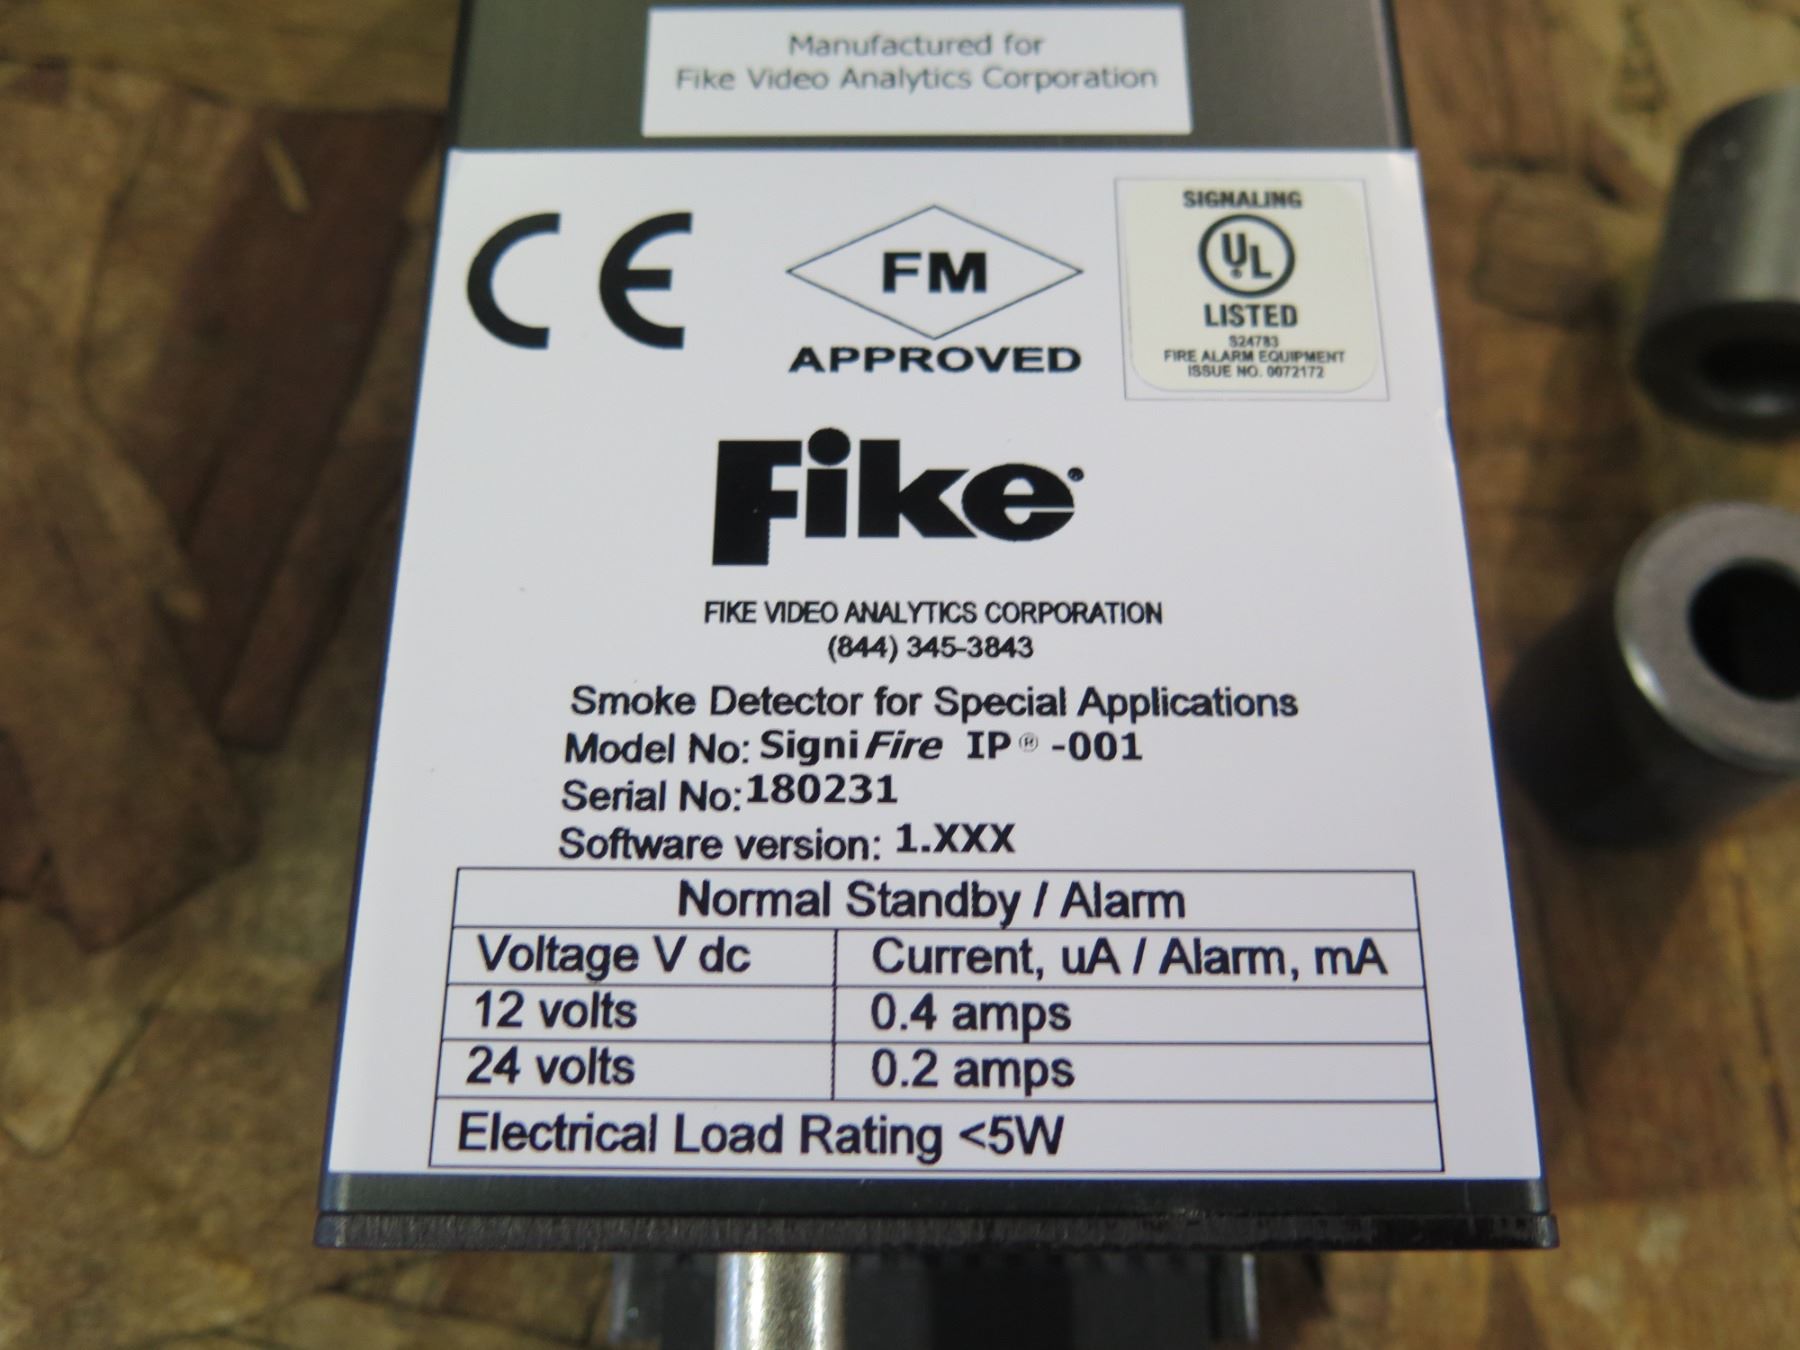 Manufactured for
Fike Video Analytics Corporation
CE
FM
APPROVED
SIGNALING
UL
LISTED
S24783
FIRE ALARM EQUIPMENT
ISSUE NO. 0072172
Fike®
FIKE VIDEO ANALYTICS CORPORATION
(844) 345-3843
Smoke Detector for Special Applications
Model No: SigniFire IP® -001
Serial No: 180231
Software version: 1.XXX
Normal Standby / Alarm
Voltage V dc Current, uA / Alarm, mA
12 volts 0.4 amps
24 volts 0.2 amps
Electrical Load Rating <5W